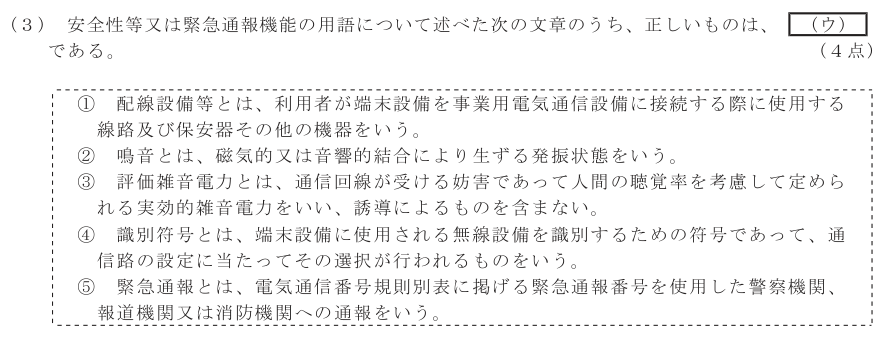 (３) 安全性等又は緊急通報機能の用語について述べた次の文章のうち、正しいものは、 (ウ)
である。 (４点)
① 配線設備等とは、利用者が端末設備を事業用電気通信設備に接続する際に使用する
線路及び保安器その他の機器をいう。
② 鳴音とは、磁気的又は音響的結合により生ずる発振状態をいう。
③ 評価雑音電力とは、通信回線が受ける妨害であって人間の聴覚率を考慮して定めら
れる実効的雑音電力をいい、誘導によるものを含まない。
④ 識別符号とは、端末設備に使用される無線設備を識別するための符号であって、通
信路の設定に当たってその選択が行われるものをいう。
⑤ 緊急通報とは、電気通信番号規則別表に掲げる緊急通報番号を使用した警察機関、
報道機関又は消防機関への通報をいう。